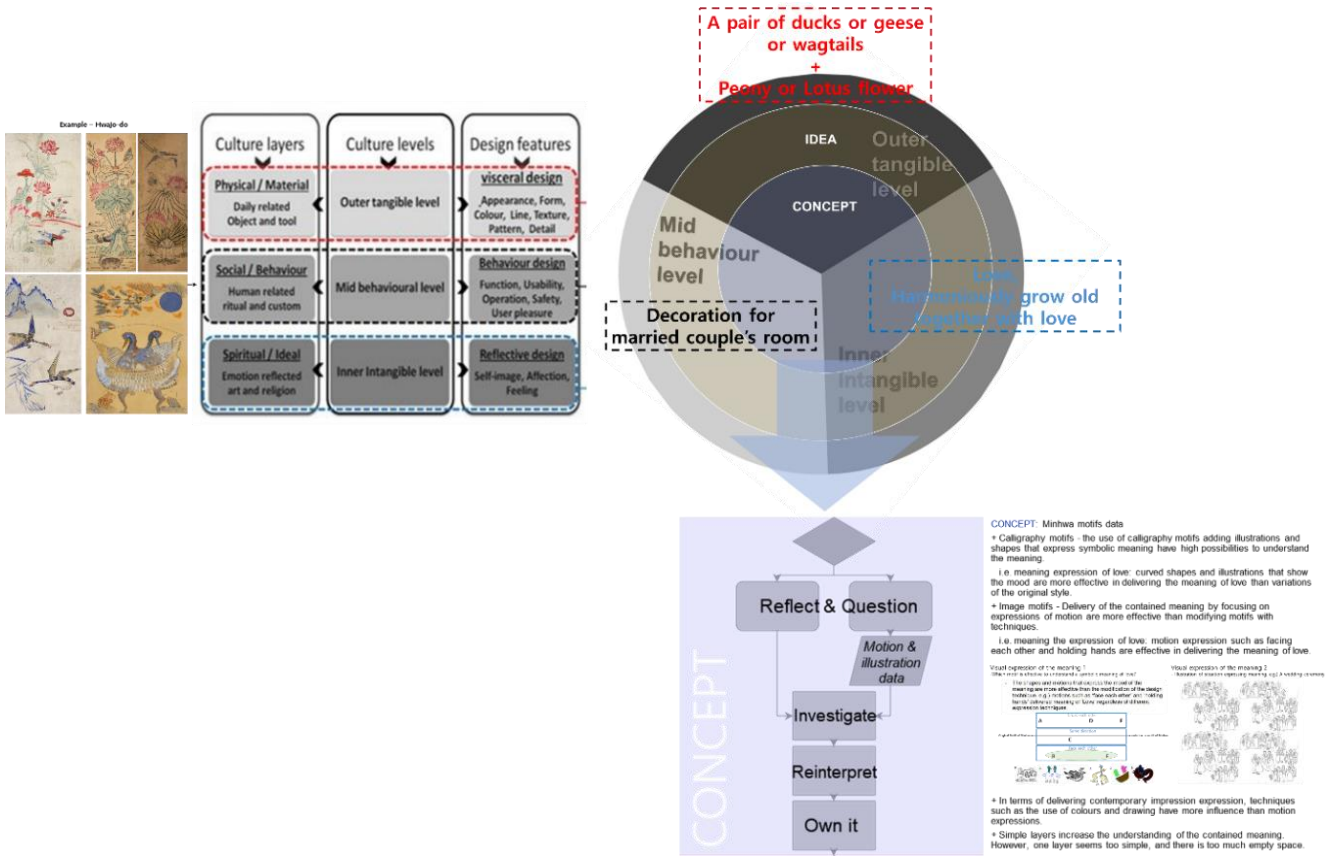 Example – Hwajo-do
Culture layers
Culture levels
Design features
Physical / Material
Daily related
Object and tool
Outer tangible level
visceral design
Appearance, Form,
Colour, Line, Texture,
Pattern, Detail
Social / Behaviour
Human related
ritual and custom
Mid behavioural level
Behaviour design
Function, Usability,
Operation, Safety,
User pleasure
Spiritual / Ideal
Emotion reflected
art and religion
Inner Intangible level
Reflective design
Self-image, Affection,
Feeling
A pair of ducks or geese
or wagtails
+
Peony or Lotus flower
IDEA
Outer
tangible
level
CONCEPT
Mid
behaviour
level
Love,
Harmoniously grow old
together with love
Decoration for
married couple's room
Inner
Intangible
level
CONCEPT
Reflect & Question
Motion &
illustration
data
Investigate
Reinterpret
Own it
CONCEPT: Minhwa motifs data
+ Calligraphy motifs - the use of calligraphy motifs adding illustrations and
shapes that express symbolic meaning have high possibilities to understand
the meaning.
i.e. meaning expression of love: curved shapes and illustrations that show
the mood are more effective in delivering the meaning of love than variations
of the original style.
+ Image motifs - Delivery of the contained meaning by focusing on
expressions of motion are more effective than modifying motifs with
techniques.
i.e. meaning the expression of love: motion expression such as facing
each other and holding hands are effective in delivering the meaning of love.
Visual expression of the meaning 1
Visual expression of the meaning 2
+ In terms of delivering contemporary impression expression, techniques
such as the use of colours and drawing have more influence than motion
expressions.
+ Simple layers increase the understanding of the contained meaning.
However, one layer seems too simple, and there is too much empty space.